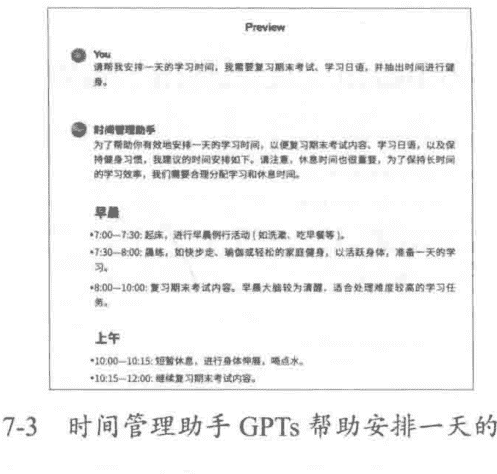 Preview
You
请帮我安排一天的学习时间，我需要复习期末考试、学习日语，并抽出时间进行健
身。
时间管理助手
为了帮助你有效地安排一天的学习时间，以便复习期末考试内容、学习日语，以及保
持健身习惯，我建议的时间安排如下。请注意，休息时间也很重要，为了保持长时间
的学习效率，我们需要合理分配学习和休息时间。
早晨
•7:00—7:30: 起床，进行早晨例行活动 ( 如洗漱、吃早餐等 )。
•7:30—8:00: 晨练，如快步走、瑜伽或轻松的家庭健身，以活跃身体，准备一天的学
习。
•8:00—10:00: 复习期末考试内容。早晨大脑较为清醒，适合处理难度较高的学习任
务。
上午
•10:00—10:15: 短暂休息，进行身体伸展，喝点水。
•10:15—12:00: 继续复习期末考试内容。
7-3 时间管理助手 GPTs 帮助安排一天的